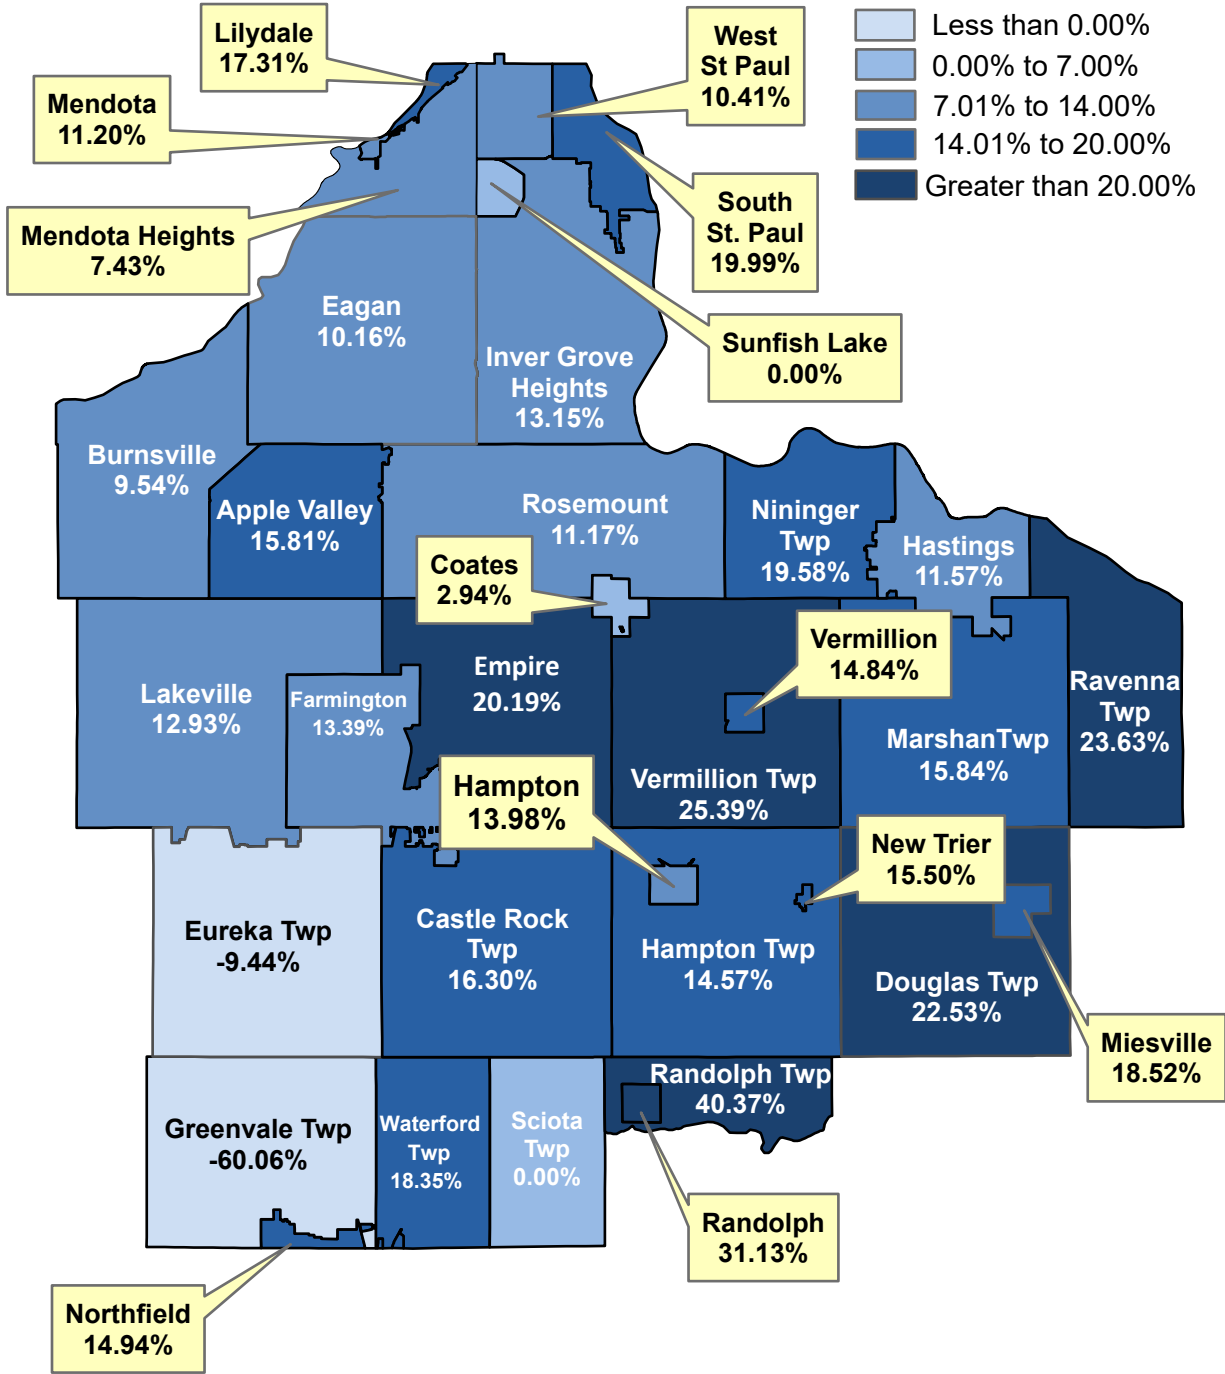 Lilydale
17.31%
West
St Paul
10.41%
Less than 0.00%
0.00% to 7.00%
7.01% to 14.00%
14.01% to 20.00%
Greater than 20.00%
Mendota
11.20%
South
St. Paul
19.99%
Mendota Heights
7.43%
Eagan
10.16%
Sunfish Lake
0.00%
Inver Grove
Heights
13.15%
Burnsville
9.54%
Apple Valley
15.81%
Rosemount
11.17%
Nininger
Twp
19.58%
Hastings
11.57%
Coates
2.94%
Vermillion
14.84%
Lakeville
12.93%
Farmington
13.39%
Empire
20.19%
Ravenna
Twp
23.63%
MarshanTwp
15.84%
Vermillion Twp
25.39%
Hampton
13.98%
New Trier
15.50%
Eureka Twp
-9.44%
Castle Rock
Twp
16.30%
Hampton Twp
14.57%
Douglas Twp
22.53%
Miesville
18.52%
Randolph Twp
40.37%
Greenvale Twp
-60.06%
Waterford
Twp
18.35%
Sciota
Twp
0.00%
Randolph
31.13%
Northfield
14.94%